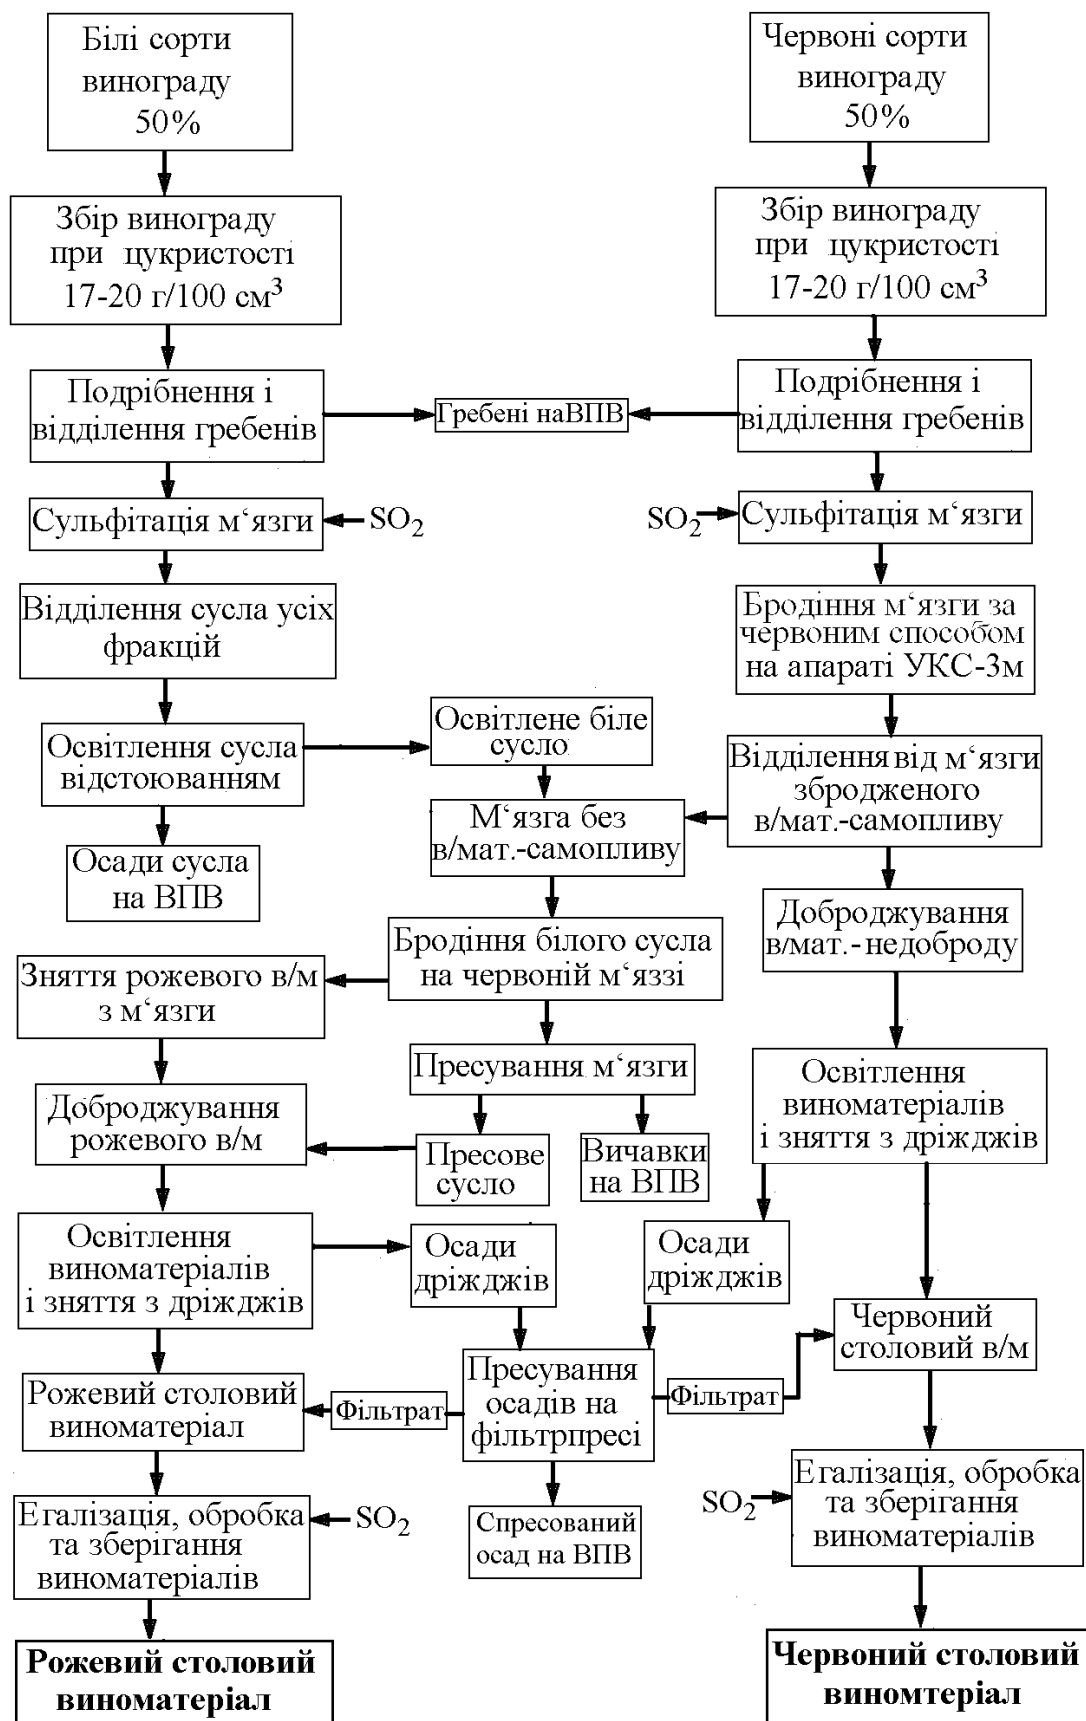 Білі сорти
винограду
50%
Червоні сорти
винограду
50%
Збір винограду
при цукристості
17-20 г/100 см³
Збір винограду
при цукристості
17-20 г/100 см³
Подрібнення і
відділення гребенів
Гребені наВПВ
Подрібнення і
відділення гребенів
Сульфітація м‘язги
SO₂
SO₂
Сульфітація м‘язги
Відділення сусла усіх
фракцій
Бродіння м‘язги за
червоним способом
на апараті УКС-3м
Освітлення сусла
відстоюванням
Освітлене біле
сусло
Відділення від м‘язги
збродженого
в/мат.-самопливу
М‘язга без
в/мат.-самопливу
Осади сусла
на ВПВ
Доброджування
в/мат.-недоброду
Бродіння білого сусла
на червоній м‘яззі
Зняття рожевого в/м
з м‘язги
Пресування м‘язги
Освітлення
виноматеріалів
і зняття з дріжджів
Доброджування
рожевого в/м
Пресове
сусло
Вичавки
на ВПВ
Освітлення
виноматеріалів
і зняття з дріжджів
Осади
дріжджів
Осади
дріжджів
Червоний
столовий в/м
Пресування
осадів на
фільтрпресі
Рожевий столовий
виноматеріал
Фільтрат
Фільтрат
Егалізація, обробка
та зберігання
виноматеріалів
SO₂
SO₂
Егалізація, обробка
та зберігання
виноматеріалів
Спресований
осад на ВПВ
Рожевий столовий
виноматеріал
Червоний столовий
виномтеріал